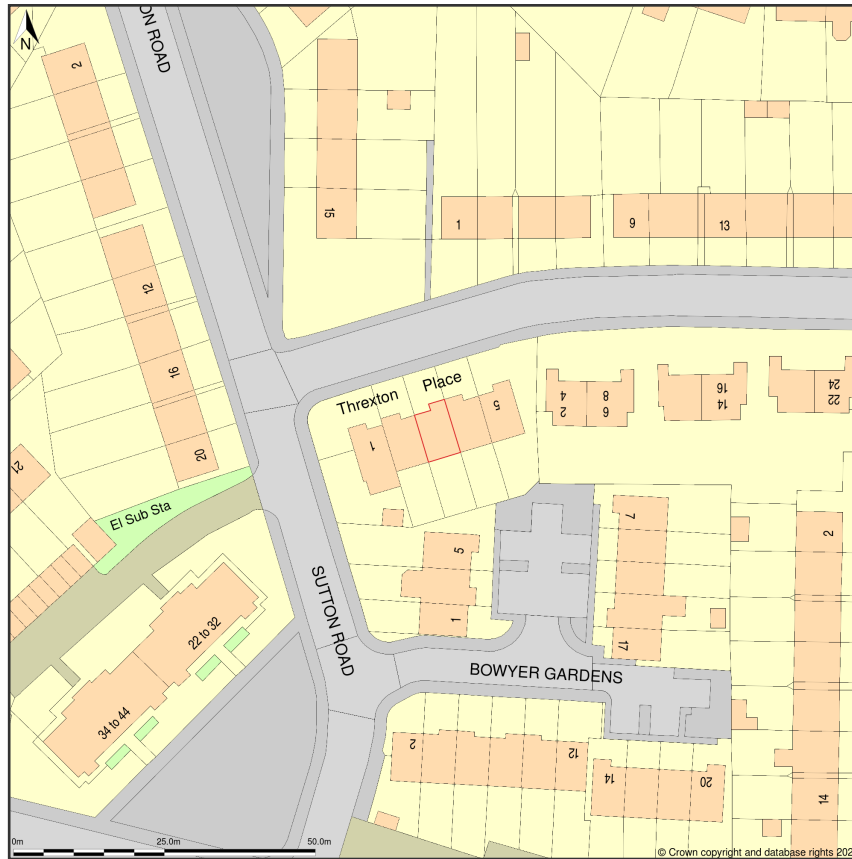 ON ROAD
N
2
15
1
9
13
12
16
20
21
Threxton Place
1
5
4
2
8
6
16
14
24
22
El Sub Sta
5
1
7
17
2
22 to 32
34 to 44
SUTTON ROAD
BOWYER GARDENS
2
12
14
20
14
0m
25.0m
50.0m
© Crown copyright and database rights 202